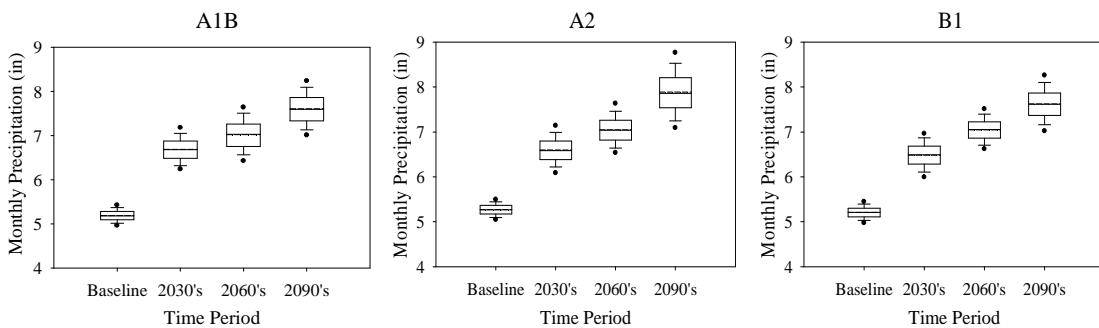 A1B
Monthly Precipitation (in)
9
8
7
6
5
4
Baseline 2030's 2060's 2090's
Time Period
A2
Monthly Precipitation (in)
9
8
7
6
5
4
Baseline 2030's 2060's 2090's
Time Period
B1
Monthly Precipitation (in)
9
8
7
6
5
4
Baseline 2030's 2060's 2090's
Time Period